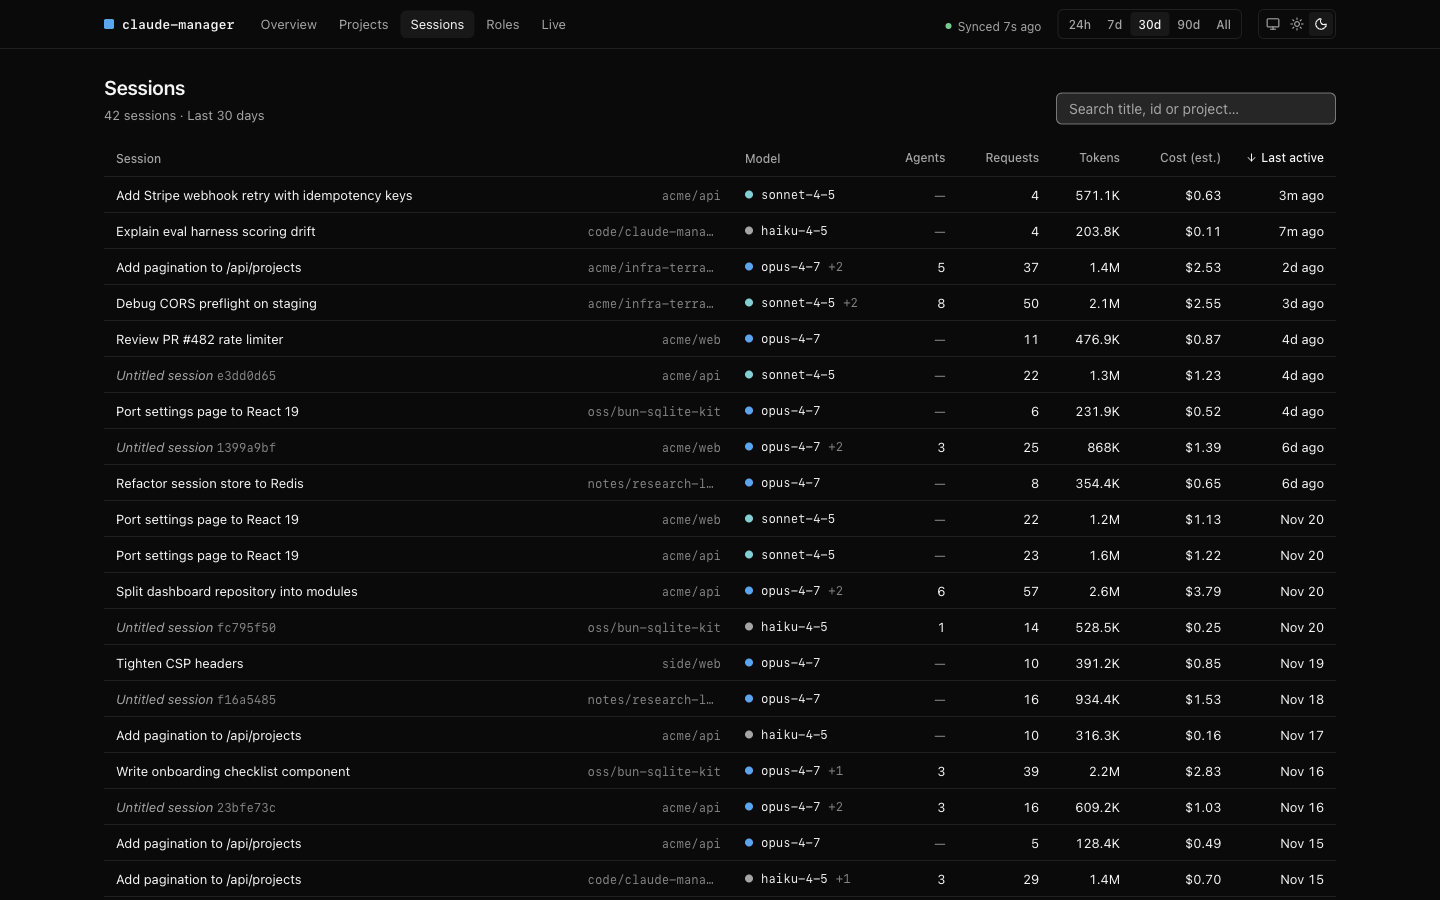 claude-manager Overview Projects Sessions Roles Live Synced 7s ago 24h 7d 30d 90d All
Sessions
42 sessions · Last 30 days
Search title, id or project…
Session Model Agents Requests Tokens Cost (est.) ↓ Last active
Add Stripe webhook retry with idempotency keys acme/api sonnet-4-5 — 4 571.1K $0.63 3m ago
Explain eval harness scoring drift code/claude-mana… haiku-4-5 — 4 203.8K $0.11 7m ago
Add pagination to /api/projects acme/infra-terra… opus-4-7 +2 5 37 1.4M $2.53 2d ago
Debug CORS preflight on staging acme/infra-terra… sonnet-4-5 +2 8 50 2.1M $2.55 3d ago
Review PR #482 rate limiter acme/web opus-4-7 — 11 476.9K $0.87 4d ago
Untitled session e3dd0d65 acme/api sonnet-4-5 — 22 1.3M $1.23 4d ago
Port settings page to React 19 oss/bun-sqlite-kit opus-4-7 — 6 231.9K $0.52 4d ago
Untitled session 1399a9bf acme/web opus-4-7 +2 3 25 868K $1.39 6d ago
Refactor session store to Redis notes/research-l… opus-4-7 — 8 354.4K $0.65 6d ago
Port settings page to React 19 acme/web sonnet-4-5 — 22 1.2M $1.13 Nov 20
Port settings page to React 19 acme/api sonnet-4-5 — 23 1.6M $1.22 Nov 20
Split dashboard repository into modules acme/api opus-4-7 +2 6 57 2.6M $3.79 Nov 20
Untitled session fc795f50 oss/bun-sqlite-kit haiku-4-5 1 14 528.5K $0.25 Nov 20
Tighten CSP headers side/web opus-4-7 — 10 391.2K $0.85 Nov 19
Untitled session f16a5485 notes/research-l… opus-4-7 — 16 934.4K $1.53 Nov 18
Add pagination to /api/projects acme/api haiku-4-5 — 10 316.3K $0.16 Nov 17
Write onboarding checklist component oss/bun-sqlite-kit opus-4-7 +1 3 39 2.2M $2.83 Nov 16
Untitled session 23bfe73c acme/api opus-4-7 +2 3 16 609.2K $1.03 Nov 16
Add pagination to /api/projects acme/api opus-4-7 — 5 128.4K $0.49 Nov 15
Add pagination to /api/projects code/claude-mana… haiku-4-5 +1 3 29 1.4M $0.70 Nov 15